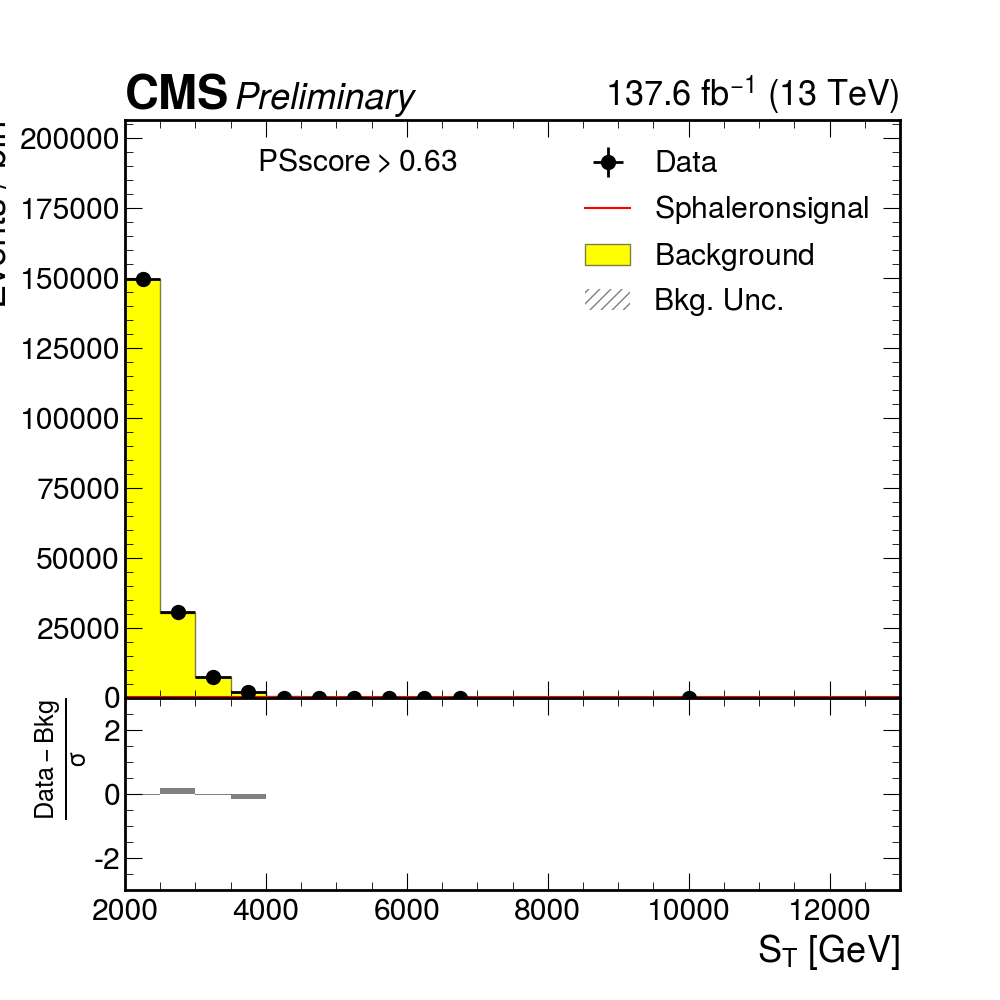 CMS Preliminary 137.6 fb⁻¹ (13 TeV)
PSscore > 0.63
Data
Sphaleronsignal
Background
Bkg. Unc.
200000
175000
150000
125000
100000
75000
50000
25000
0
Data − Bkg
σ
2
0
-2
2000 4000 6000 8000 10000 12000
S_T [GeV]